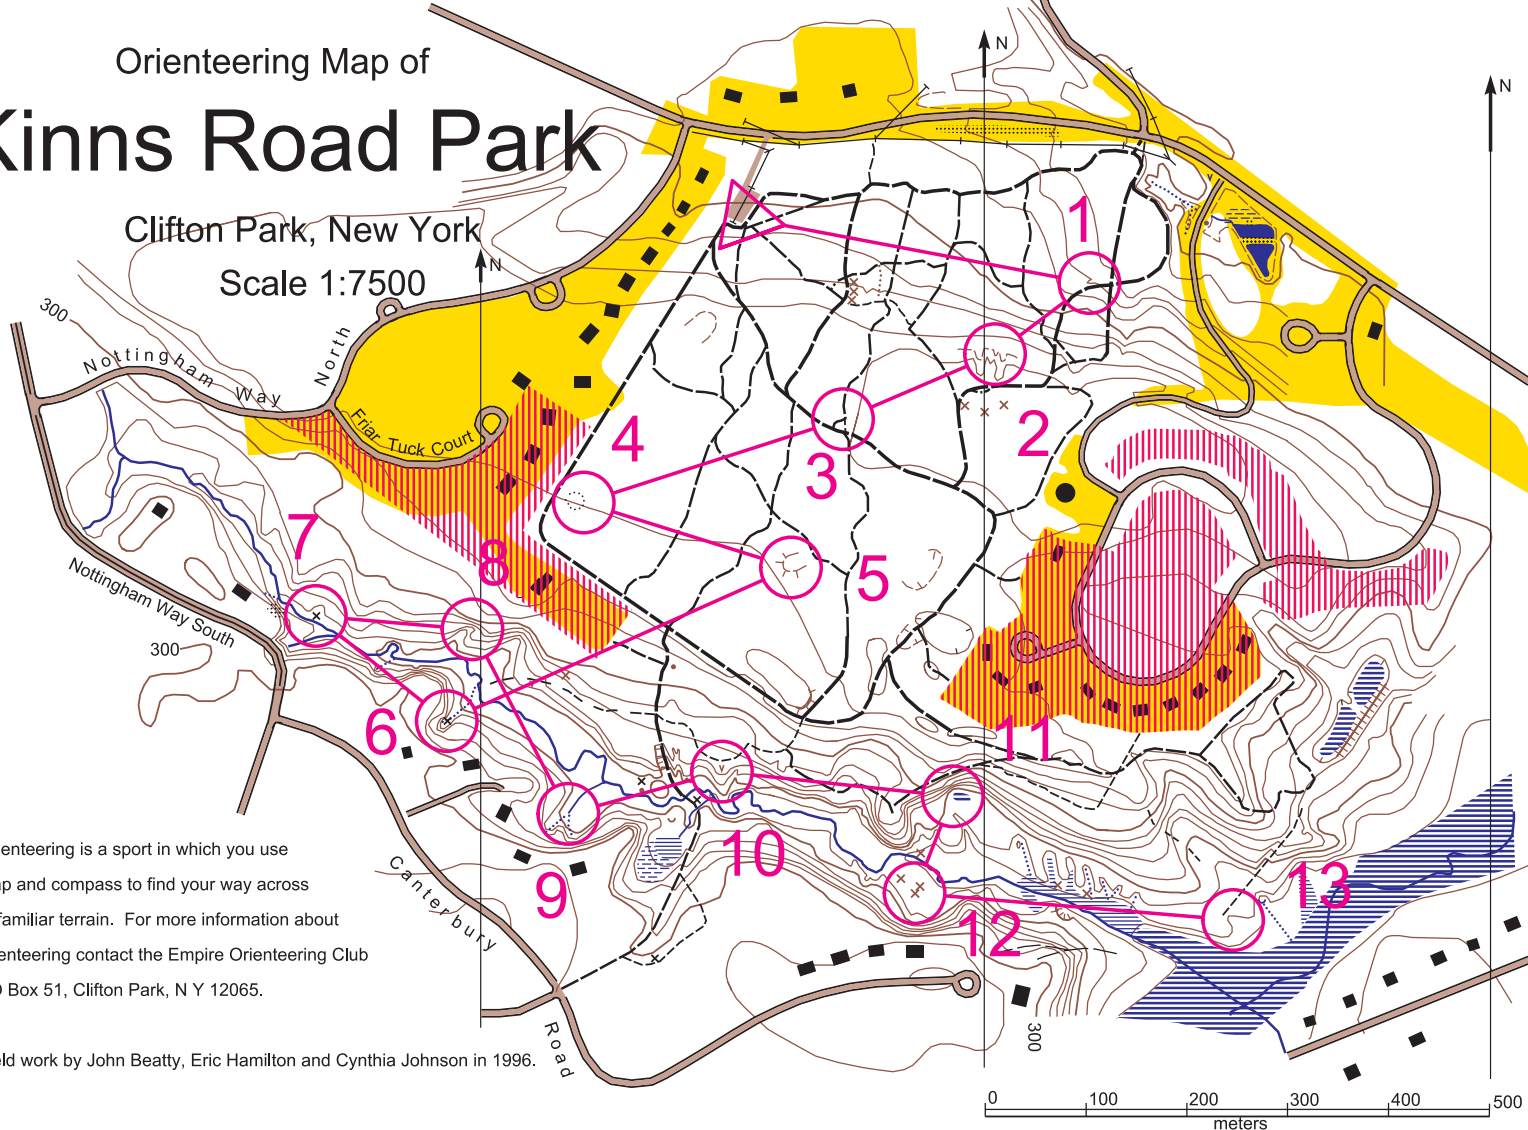 Orienteering Map of
Kinns Road Park
Clifton Park, New York
Scale 1:7500
N
N
N
300
Nottingham Way
North
Friar Tuck Court
Nottingham Way South
300
1
2
3
4
5
6
7
8
9
10
11
12
13
Canterbury
Road
300
enteering is a sport in which you use
ap and compass to find your way across
familiar terrain. For more information about
enteering contact the Empire Orienteering Club
O Box 51, Clifton Park, N Y 12065.
eld work by John Beatty, Eric Hamilton and Cynthia Johnson in 1996.
0 100 200 300 400 500
meters